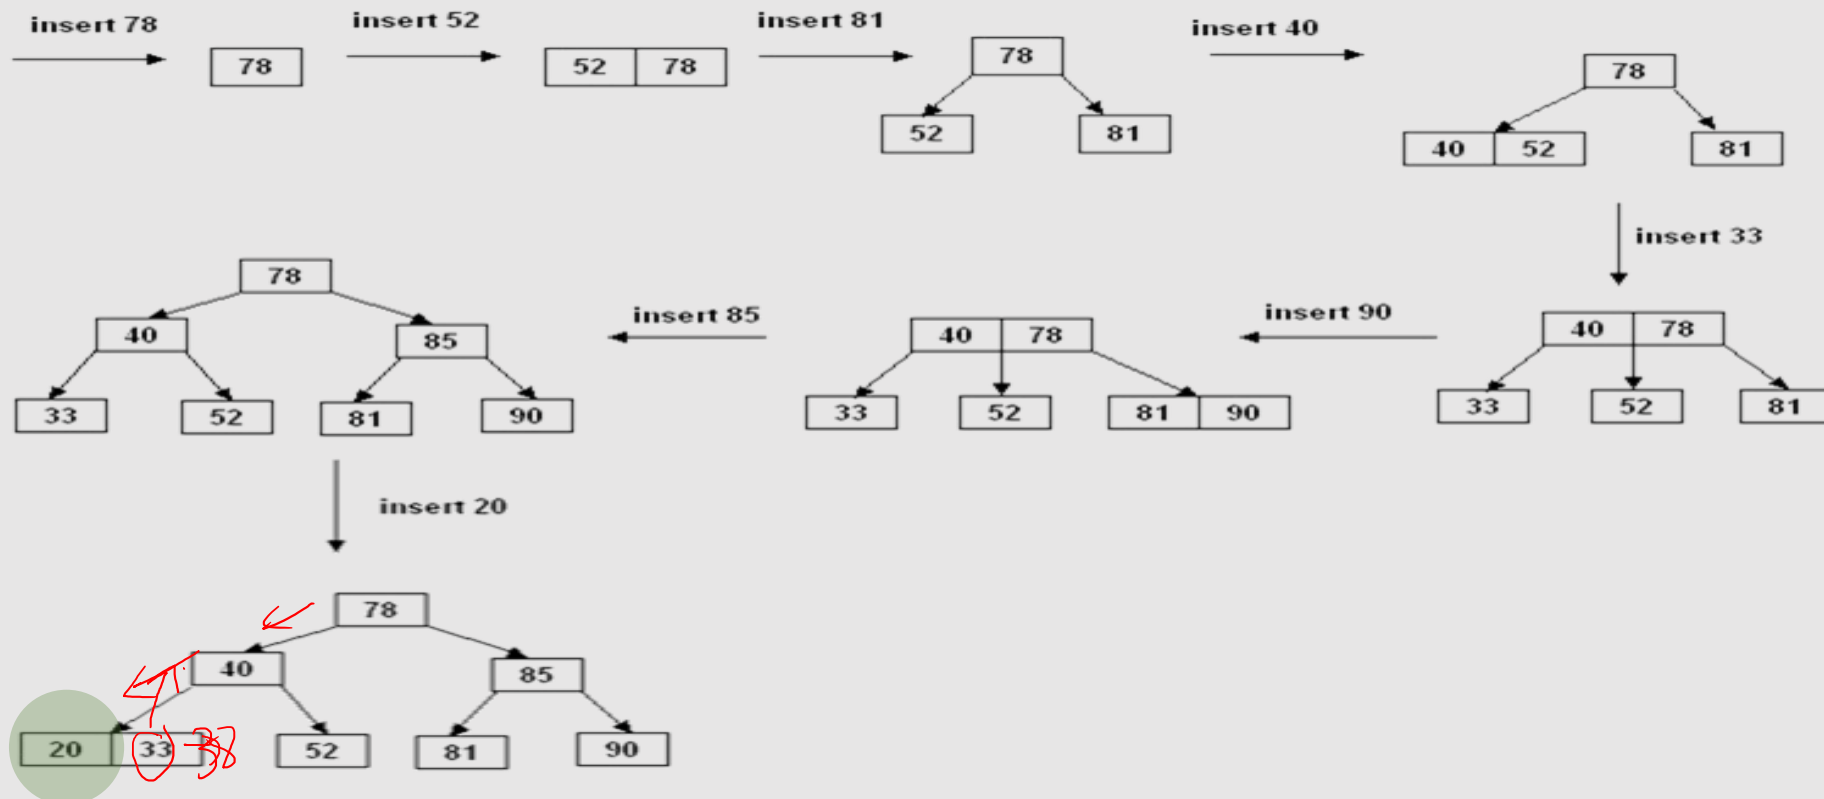 insert 78
78
insert 52
52 78
insert 81
78
52 81
insert 40
78
40 52 81
insert 33
40 78
33 52 81
insert 90
40 78
33 52 81 90
insert 85
78
40 85
33 52 81 90
insert 20
78
40 85
20 33 38 52 81 90